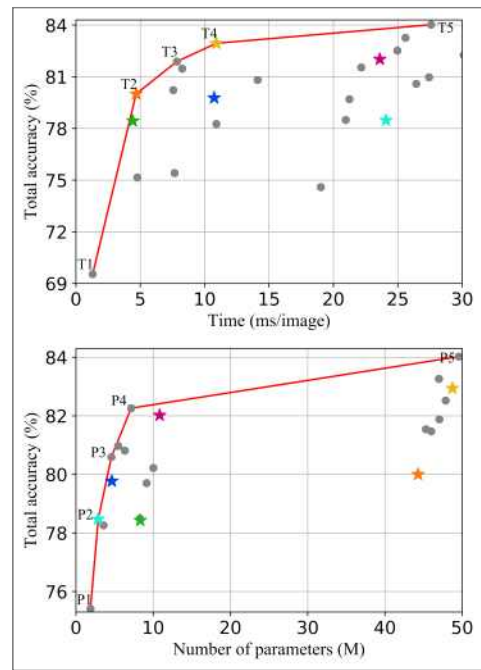 84
T5
T4
T3
81
T2
78
75
72
T1
69
0
5
10
15
20
25
30
Total accuracy (%)
Time (ms/image)
84
P5
P4
82
P3
80
P2
78
76
P1
0
10
20
30
40
50
Total accuracy (%)
Number of parameters (M)